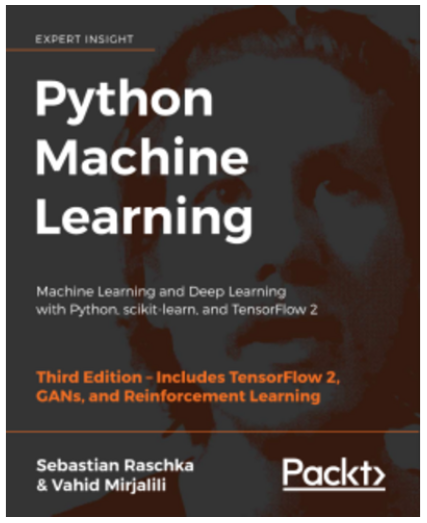 EXPERT INSIGHT
Python
Machine
Learning
Machine Learning and Deep Learning
with Python, scikit-learn, and TensorFlow 2
Third Edition – Includes TensorFlow 2,
GANs, and Reinforcement Learning
Sebastian Raschka
& Vahid Mirjalili
Packt>